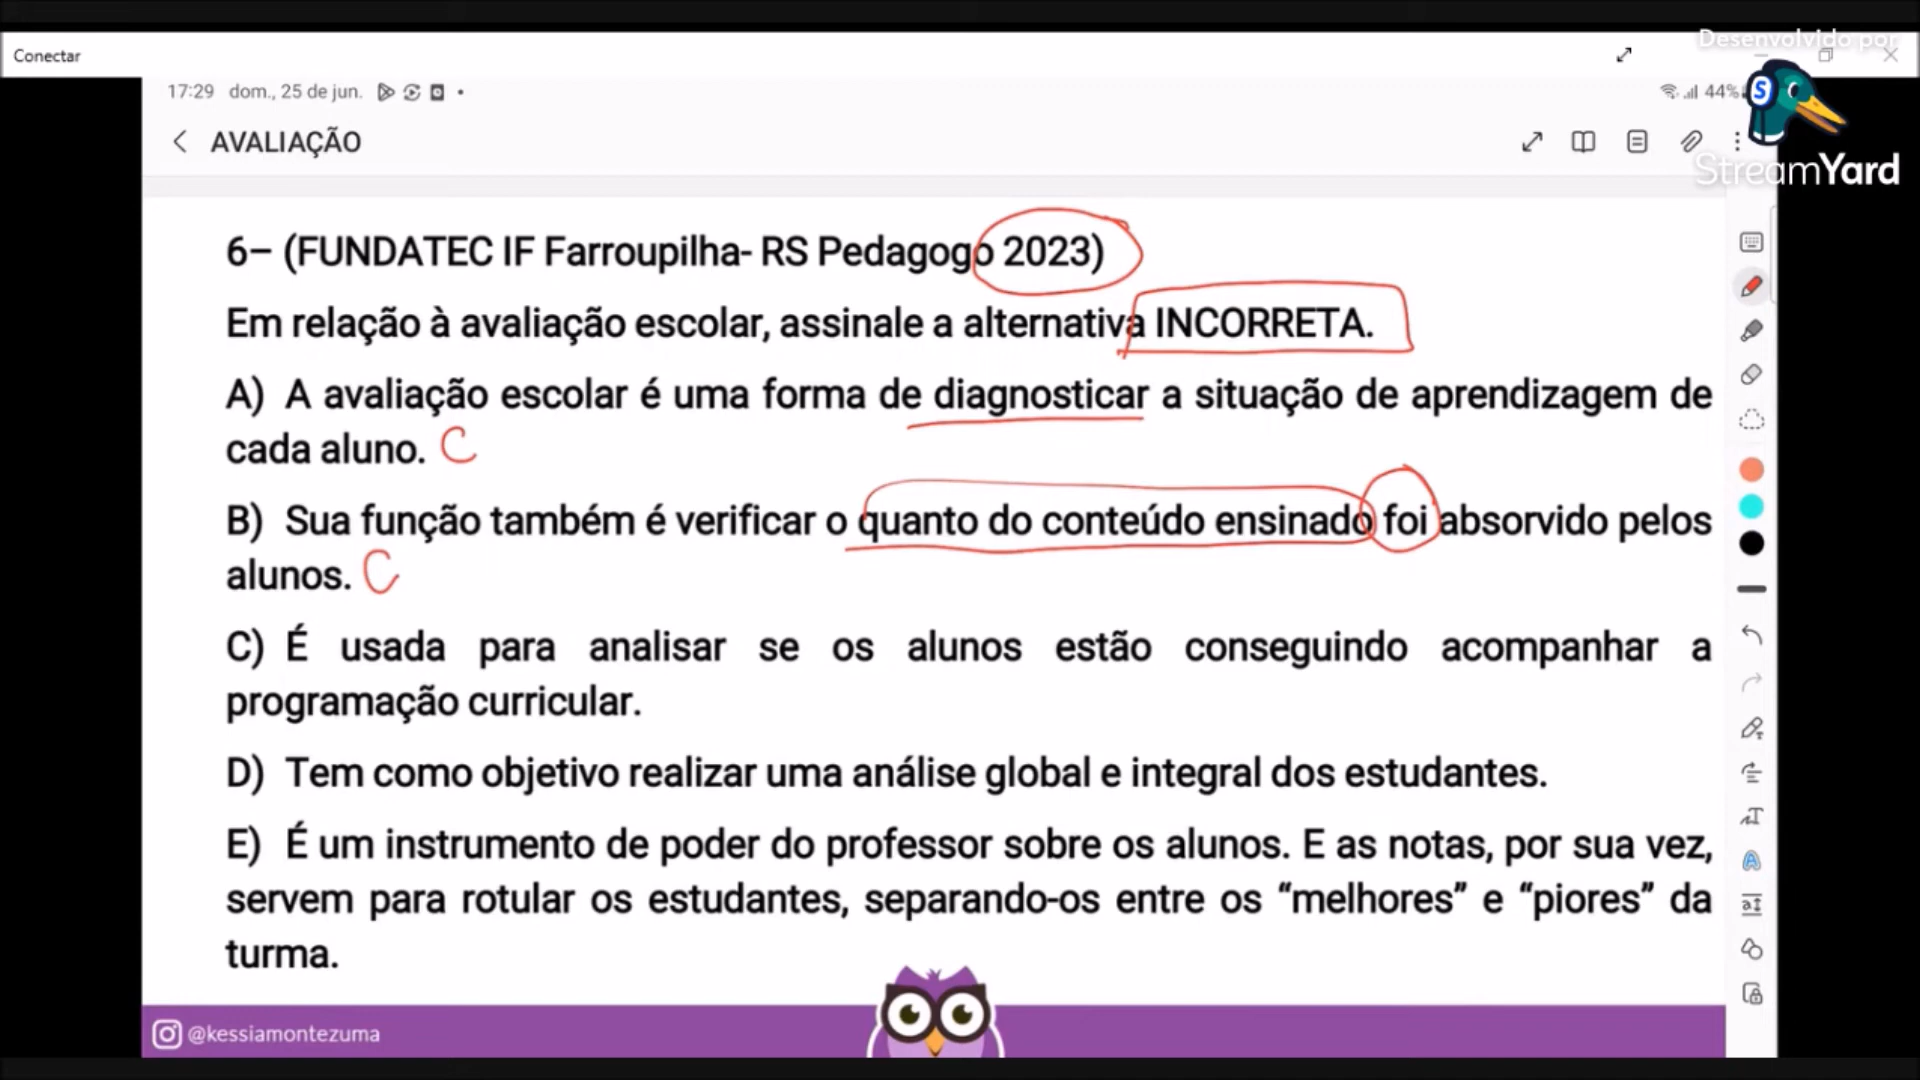 Conectar
Desenvolvido por
17:29 dom., 25 de jun.
44%
AVALIAÇÃO
StreamYard
6– (FUNDATEC IF Farroupilha- RS Pedagogo 2023)
Em relação à avaliação escolar, assinale a alternativa INCORRETA.
A) A avaliação escolar é uma forma de diagnosticar a situação de aprendizagem de
cada aluno. C
B) Sua função também é verificar o quanto do conteúdo ensinado foi absorvido pelos
alunos. C
C) É usada para analisar se os alunos estão conseguindo acompanhar a
programação curricular.
D) Tem como objetivo realizar uma análise global e integral dos estudantes.
E) É um instrumento de poder do professor sobre os alunos. E as notas, por sua vez,
servem para rotular os estudantes, separando-os entre os “melhores” e “piores” da
turma.
@kessiamontezuma